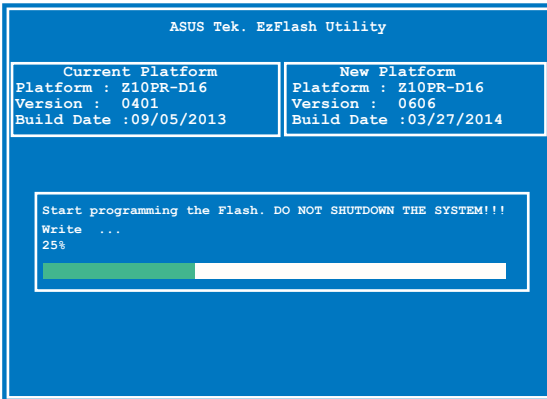 ASUS Tek. EzFlash Utility
Current Platform
Platform : Z10PR-D16
Version : 0401
Build Date :09/05/2013
New Platform
Platform : Z10PR-D16
Version : 0606
Build Date :03/27/2014
Start programming the Flash. DO NOT SHUTDOWN THE SYSTEM!!!
Write ...
25%